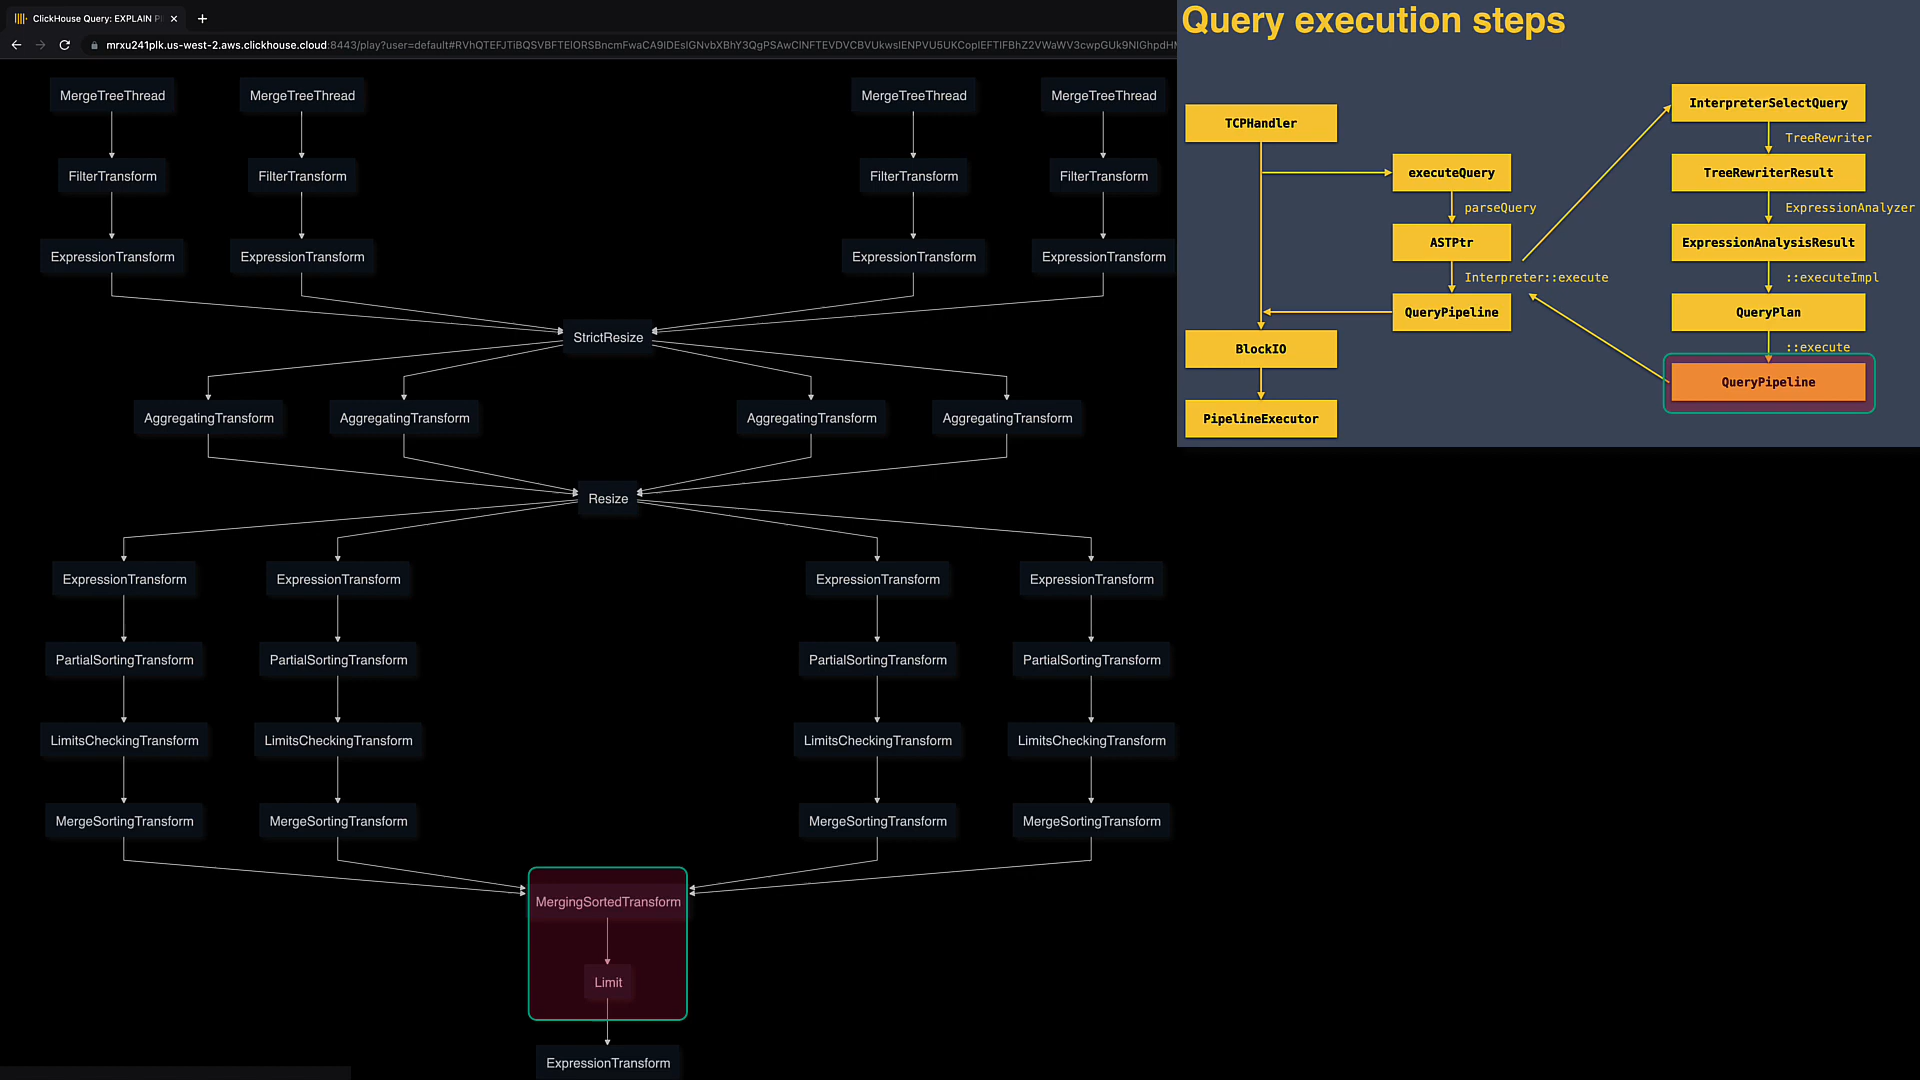 ClickHouse Query: EXPLAIN P
mrxu241plk.us-west-2.aws.clickhouse.cloud:8443/play?user=default#
Query execution steps
MergeTreeThread MergeTreeThread MergeTreeThread MergeTreeThread
FilterTransform FilterTransform FilterTransform FilterTransform
ExpressionTransform ExpressionTransform ExpressionTransform ExpressionTransform
StrictResize
AggregatingTransform AggregatingTransform AggregatingTransform AggregatingTransform
Resize
ExpressionTransform ExpressionTransform ExpressionTransform ExpressionTransform
PartialSortingTransform PartialSortingTransform PartialSortingTransform PartialSortingTransform
LimitsCheckingTransform LimitsCheckingTransform LimitsCheckingTransform LimitsCheckingTransform
MergeSortingTransform MergeSortingTransform MergeSortingTransform MergeSortingTransform
MergingSortedTransform
Limit
ExpressionTransform
TCPHandler
BlockIO
PipelineExecutor
executeQuery
parseQuery
ASTPtr
Interpreter::execute
QueryPipeline
InterpreterSelectQuery
TreeRewriter
TreeRewriterResult
ExpressionAnalyzer
ExpressionAnalysisResult
::executeImpl
QueryPlan
::execute
QueryPipeline